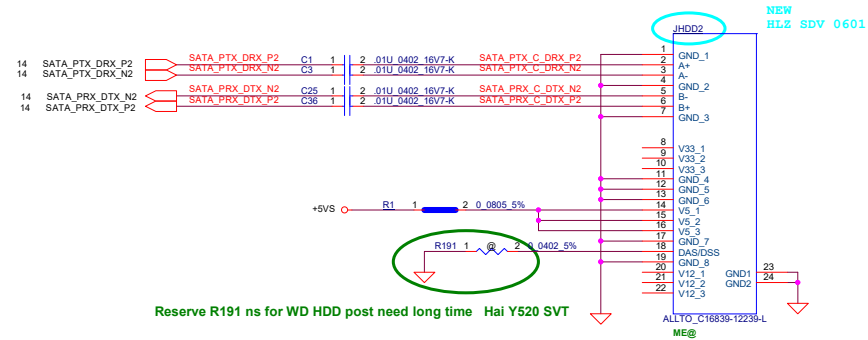 NEW
HLZ SDV 0601
JHDD2
14 SATA_PTX_DRX_P2 SATA_PTX_DRX_P2 C1 1 2 .01U_0402_16V7-K SATA_PTX_C_DRX_P2
14 SATA_PTX_DRX_N2 SATA_PTX_DRX_N2 C3 1 2 .01U_0402_16V7-K SATA_PTX_C_DRX_N2
14 SATA_PRX_DTX_N2 SATA_PRX_DTX_N2 C25 1 2 .01U_0402_16V7-K SATA_PRX_C_DTX_N2
14 SATA_PRX_DTX_P2 SATA_PRX_DTX_P2 C36 1 2 .01U_0402_16V7-K SATA_PRX_C_DTX_P2
1 GND_1
2 A+
3 A-
4 GND_2
5 B-
6 B+
7 GND_3
8 V33_1
9 V33_2
10 V33_3
11 GND_4
12 GND_5
13 GND_6
+5VS R1 1 2 0_0805_5% 14 V5_1
15 V5_2
16 V5_3
17 GND_7
R191 1 @ 2 0_0402_5% 18 DAS/DSS
19 GND_8
20 V12_1 GND1 23
21 V12_2 GND2 24
22 V12_3
Reserve R191 ns for WD HDD post need long time Hai Y520 SVT
ALLTO_C16839-12239-L
ME@